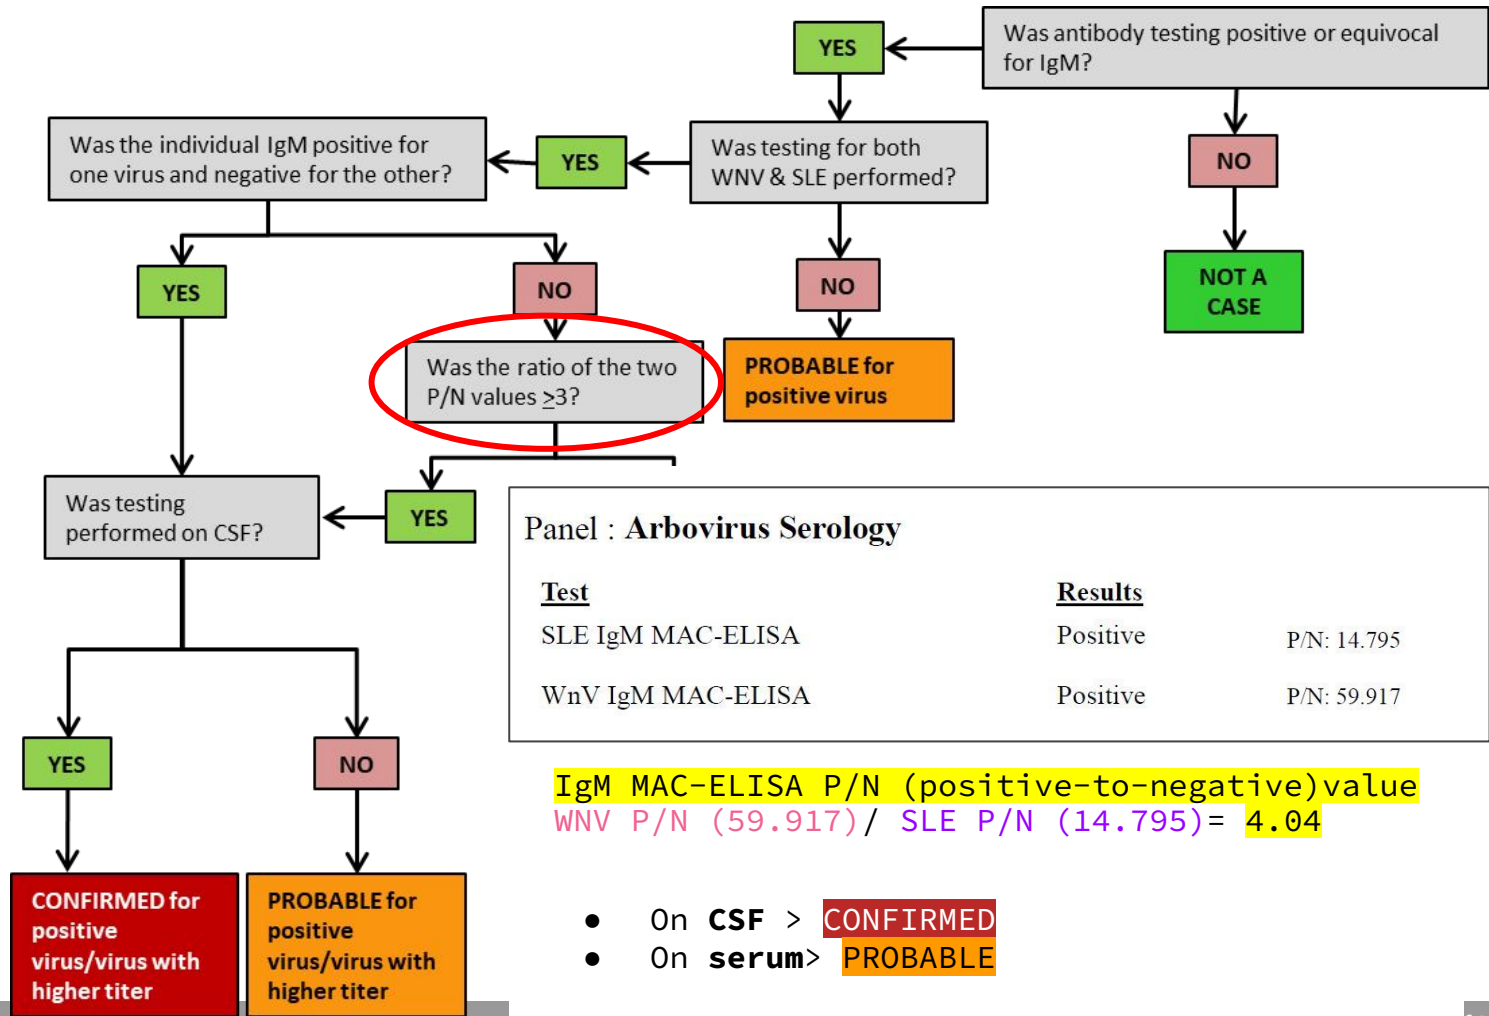 Was antibody testing positive or equivocal
for IgM?
YES
NO
NOT A
CASE
Was testing for both
WNV & SLE performed?
YES
NO
PROBABLE for
positive virus
Was the individual IgM positive for
one virus and negative for the other?
YES
NO
Was the ratio of the two
P/N values ≥3?
YES
Was testing
performed on CSF?
YES
NO
CONFIRMED for
positive
virus/virus with
higher titer
PROBABLE for
positive
virus/virus with
higher titer
Panel : Arbovirus Serology
Test Results
SLE IgM MAC-ELISA Positive P/N: 14.795
WnV IgM MAC-ELISA Positive P/N: 59.917
IgM MAC-ELISA P/N (positive-to-negative)value
WNV P/N (59.917)/ SLE P/N (14.795)= 4.04
● On CSF > CONFIRMED
● On serum> PROBABLE